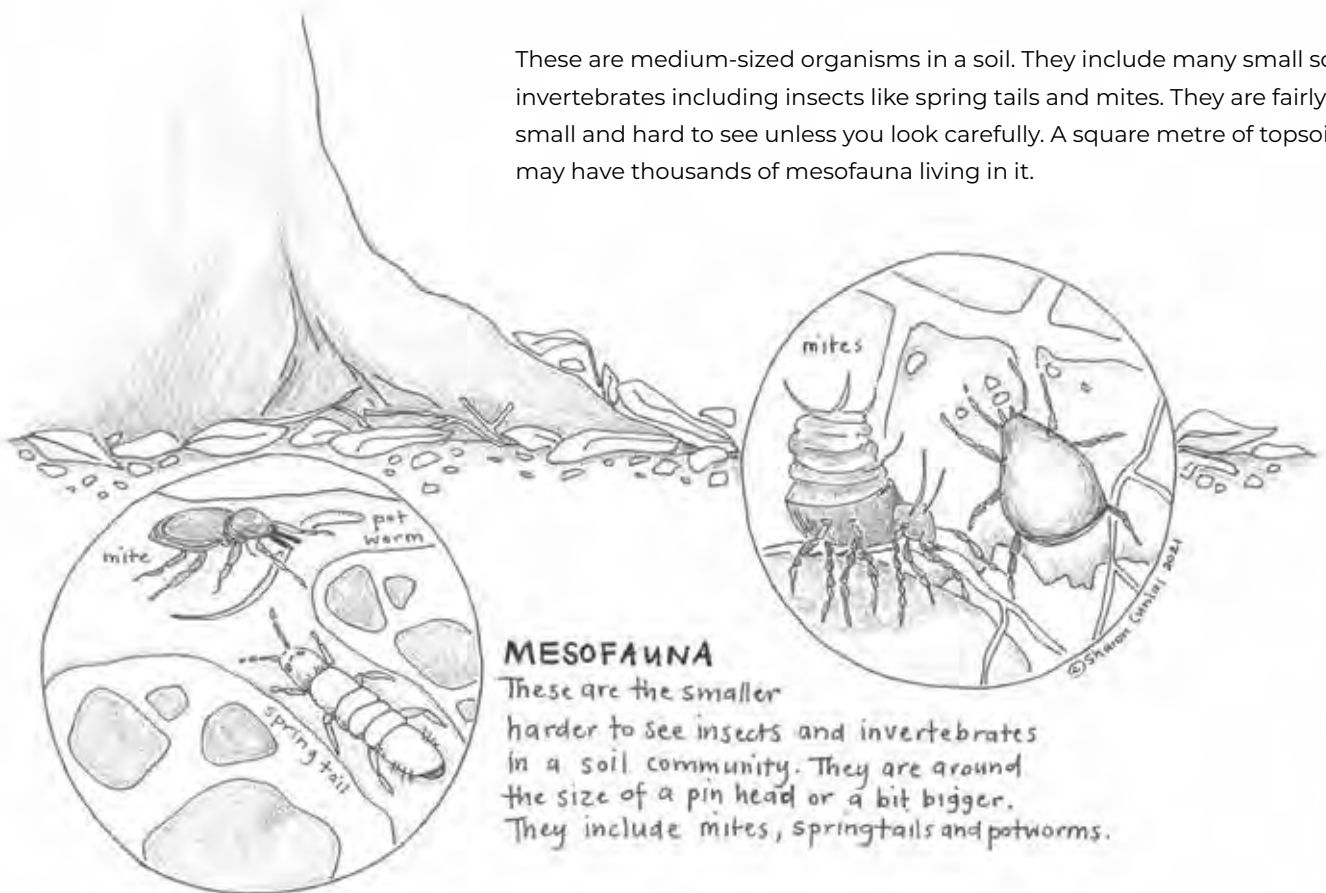 These are medium-sized organisms in a soil. They include many small so
invertebrates including insects like spring tails and mites. They are fairly
small and hard to see unless you look carefully. A square metre of topsoi
may have thousands of mesofauna living in it.
mites
mite
pot
worm
springtail
MESOFAUNA
These are the smaller
harder to see insects and invertebrates
in a soil community. They are around
the size of a pin head or a bit bigger.
They include mites, springtails and potworms.
© Sharon 2021